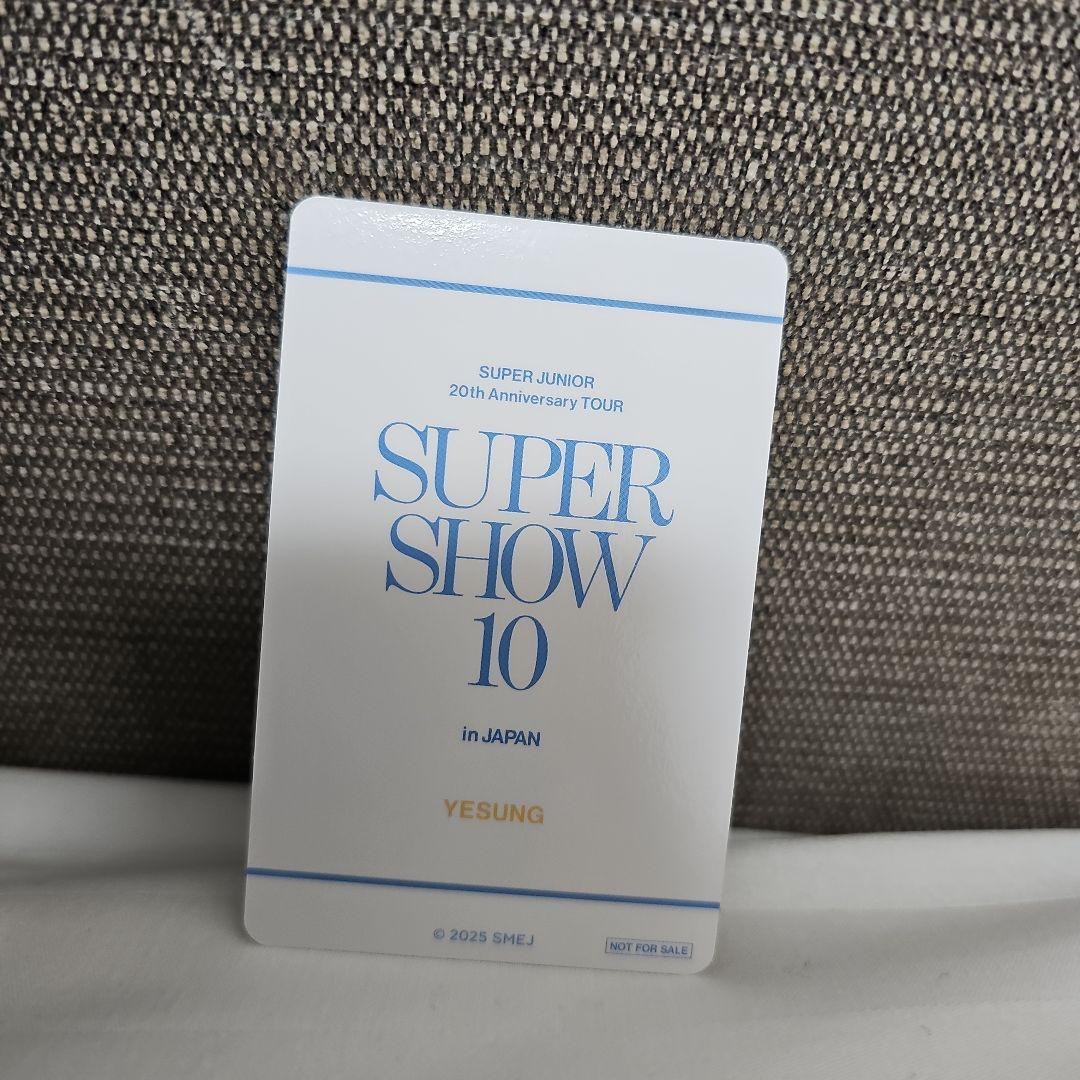 SUPER JUNIOR
20th Anniversary TOUR
SUPER
SHOW
10
in JAPAN
YESUNG
© 2025 SMEJ
NOT FOR SALE